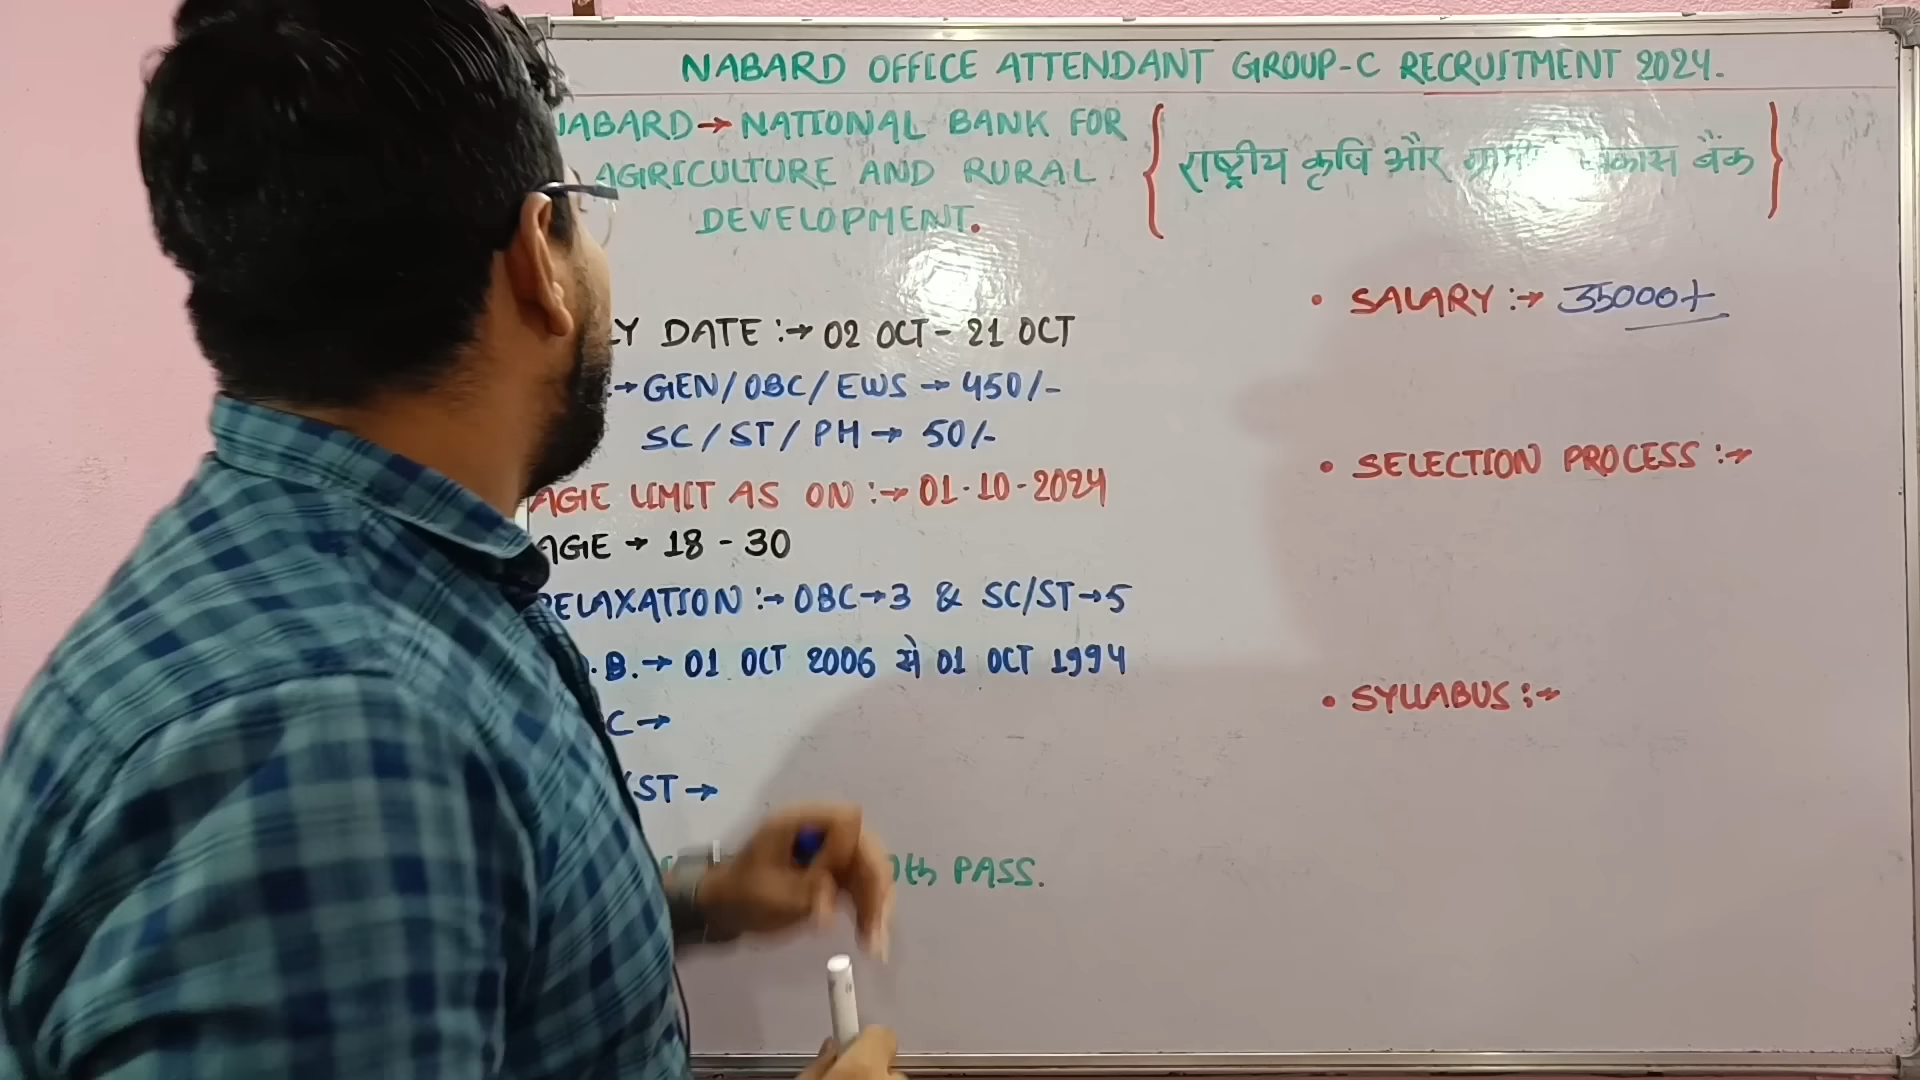 NABARD OFFICE ATTENDANT GROUP-C RECRUITMENT 2024.
NABARD → NATIONAL BANK FOR
AGRICULTURE AND RURAL
DEVELOPMENT.
{ राष्ट्रीय कृषि और बैंक }
DATE :→ 02 OCT - 21 OCT
→ GEN/OBC/EWS → 450/-
SC/ST/PH → 50/-
AGE LIMIT AS ON :→ 01-10-2024
AGE → 18 - 30
RELAXATION :→ OBC→3 & SC/ST→5
.B. → 01 OCT 2006 से 01 OCT 1994
C →
/ST →
0th PASS.
• SALARY :→ 35000+
• SELECTION PROCESS :→
• SYLLABUS :→